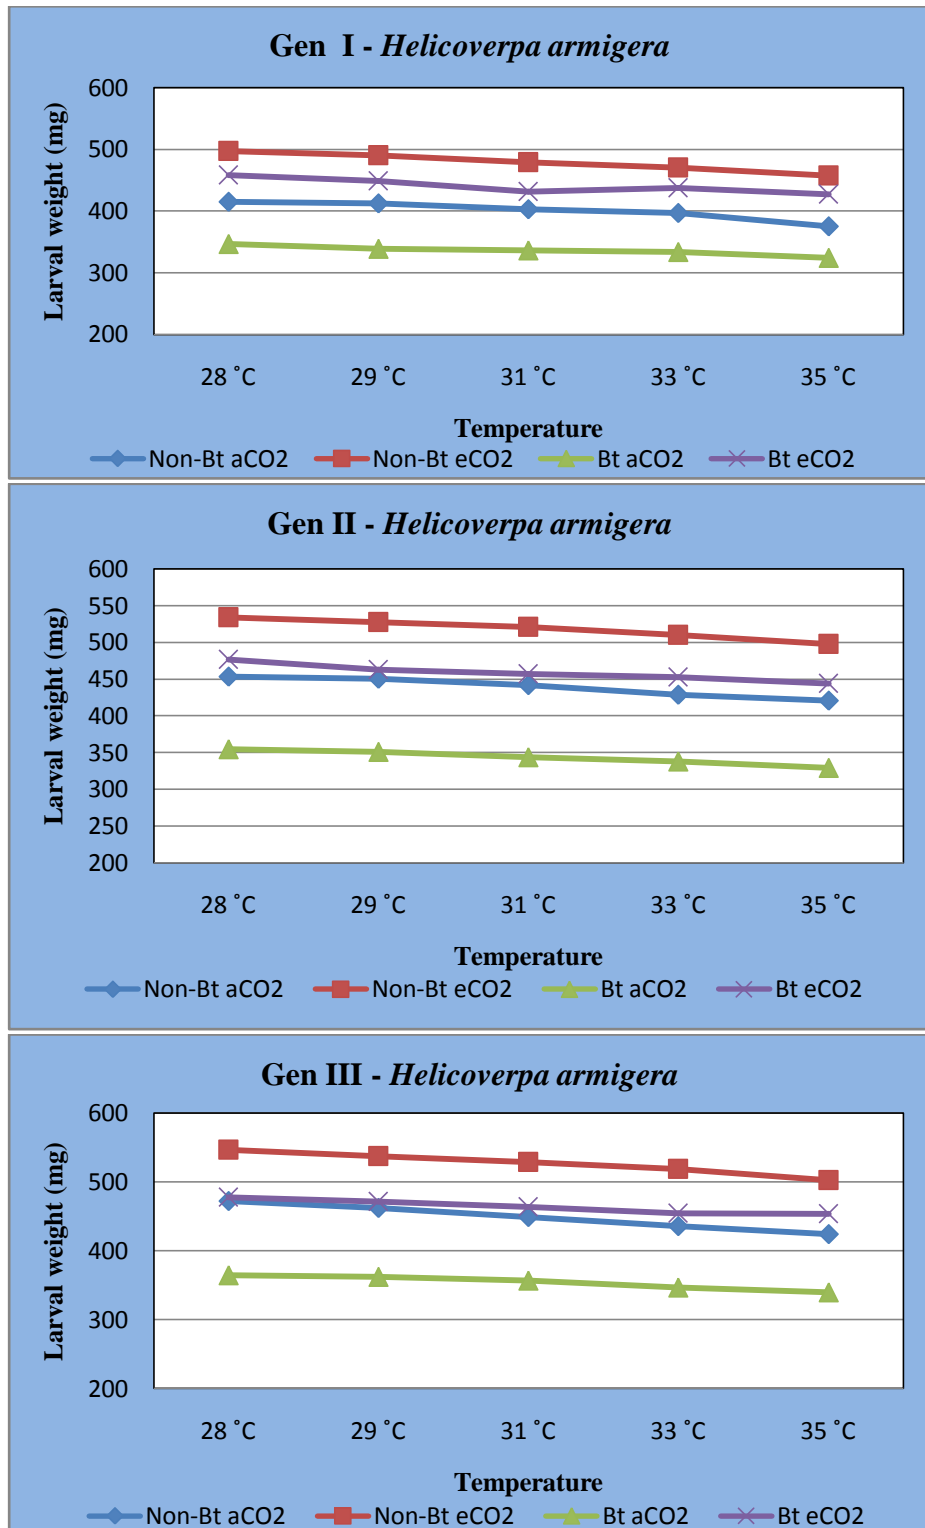 Gen I - Helicoverpa armigera
Larval weight (mg)
600
500
400
300
200
28 ˚C 29 ˚C 31 ˚C 33 ˚C 35 ˚C
Temperature
Non-Bt aCO2 Non-Bt eCO2 Bt aCO2 Bt eCO2
Gen II - Helicoverpa armigera
Larval weight (mg)
600
550
500
450
400
350
300
250
200
28 ˚C 29 ˚C 31 ˚C 33 ˚C 35 ˚C
Temperature
Non-Bt aCO2 Non-Bt eCO2 Bt aCO2 Bt eCO2
Gen III - Helicoverpa armigera
Larval weight (mg)
600
500
400
300
200
28 ˚C 29 ˚C 31 ˚C 33 ˚C 35 ˚C
Temperature
Non-Bt aCO2 Non-Bt eCO2 Bt aCO2 Bt eCO2